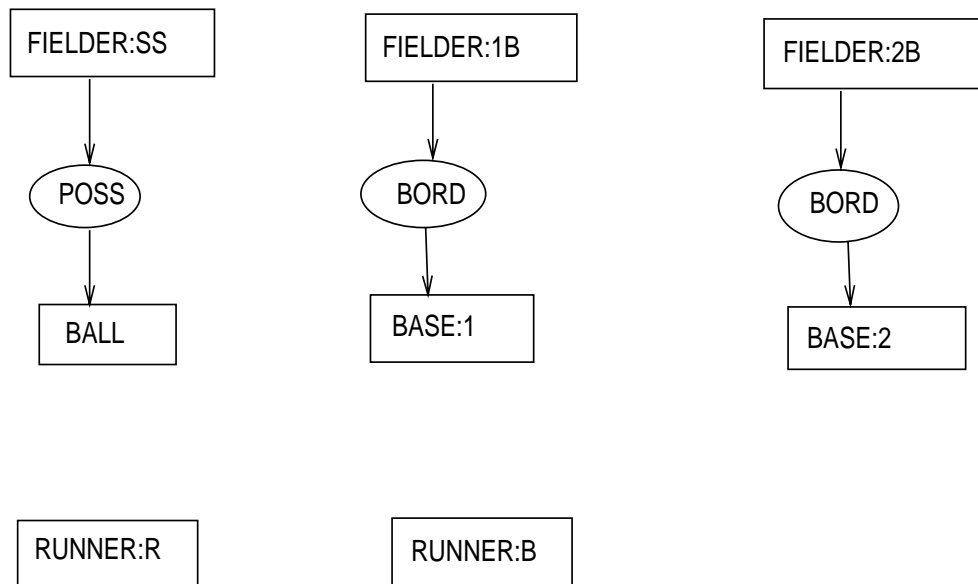 FIELDER:SS
FIELDER:1B
FIELDER:2B
POSS
BORD
BORD
BALL
BASE:1
BASE:2
RUNNER:R
RUNNER:B